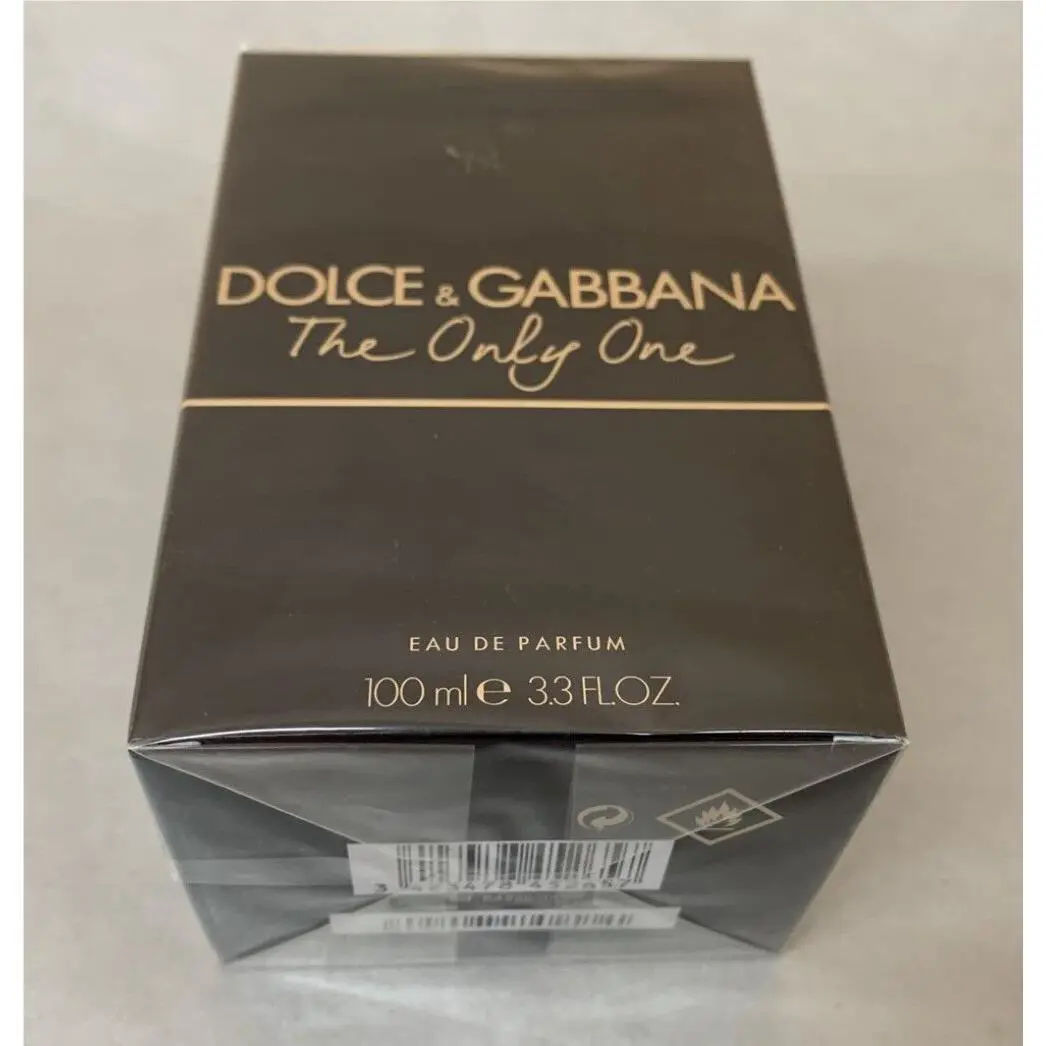 DOLCE & GABBANA
The Only One
EAU DE PARFUM
100 ml ℮ 3.3 FL.OZ.